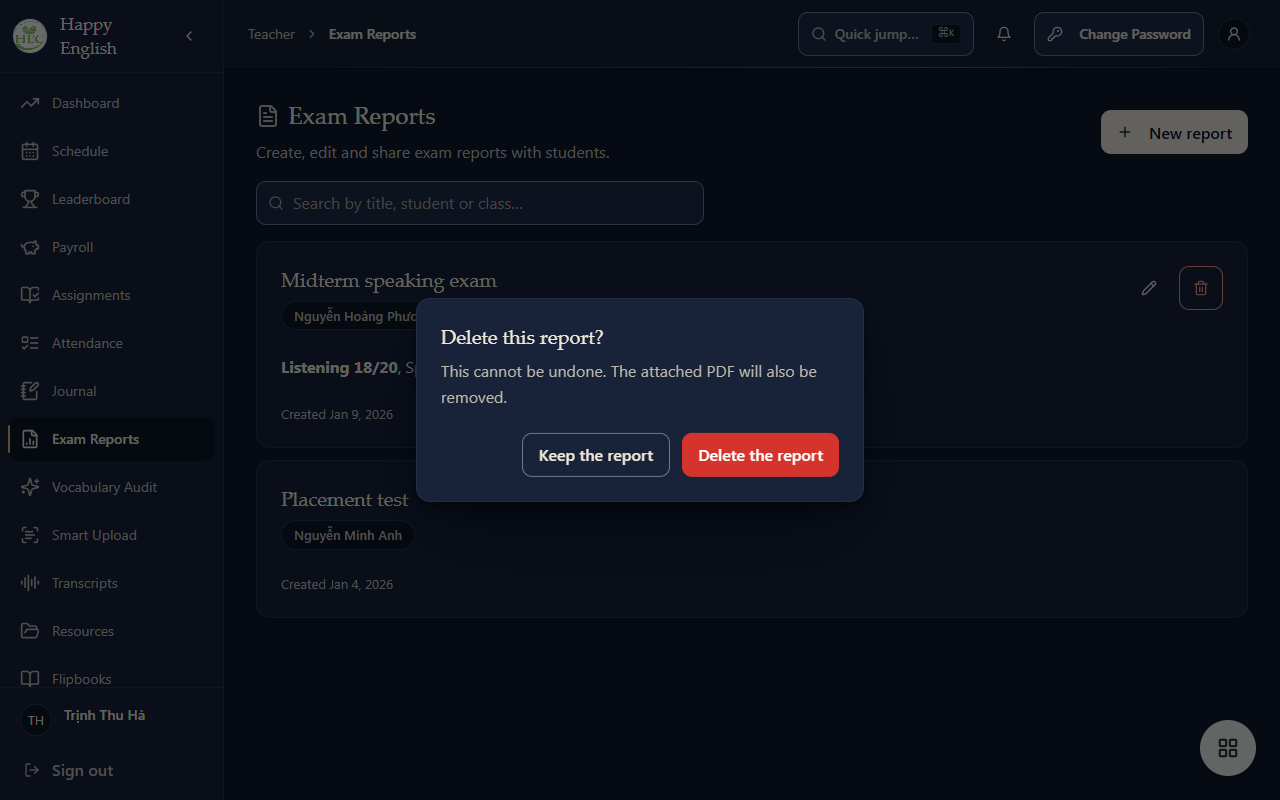 Happy
English
HEC
Teacher > Exam Reports
Quick jump... ⌘K
Change Password
Dashboard
Schedule
Leaderboard
Payroll
Assignments
Attendance
Journal
Exam Reports
Vocabulary Audit
Smart Upload
Transcripts
Resources
Flipbooks
TH Trịnh Thu Hà
Sign out
Exam Reports
Create, edit and share exam reports with students.
+ New report
Search by title, student or class...
Midterm speaking exam
Nguyễn Hoàng
Listening 18/20,
Created Jan 9, 2026
Delete this report?
This cannot be undone. The attached PDF will also be
removed.
Keep the report
Delete the report
Placement test
Nguyễn Minh Anh
Created Jan 4, 2026